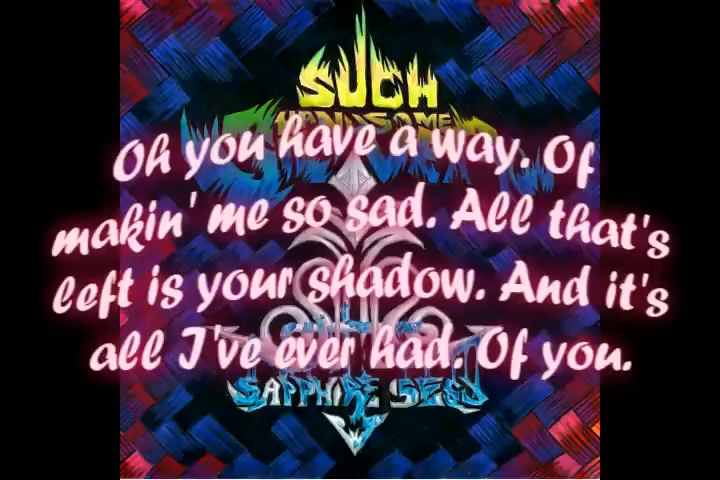 SUCH
HANDSOME
Oh you have a way. Of
makin' me so sad. All that's
left is your shadow. And it's
all I've ever had. Of you.
SAPPHIRE